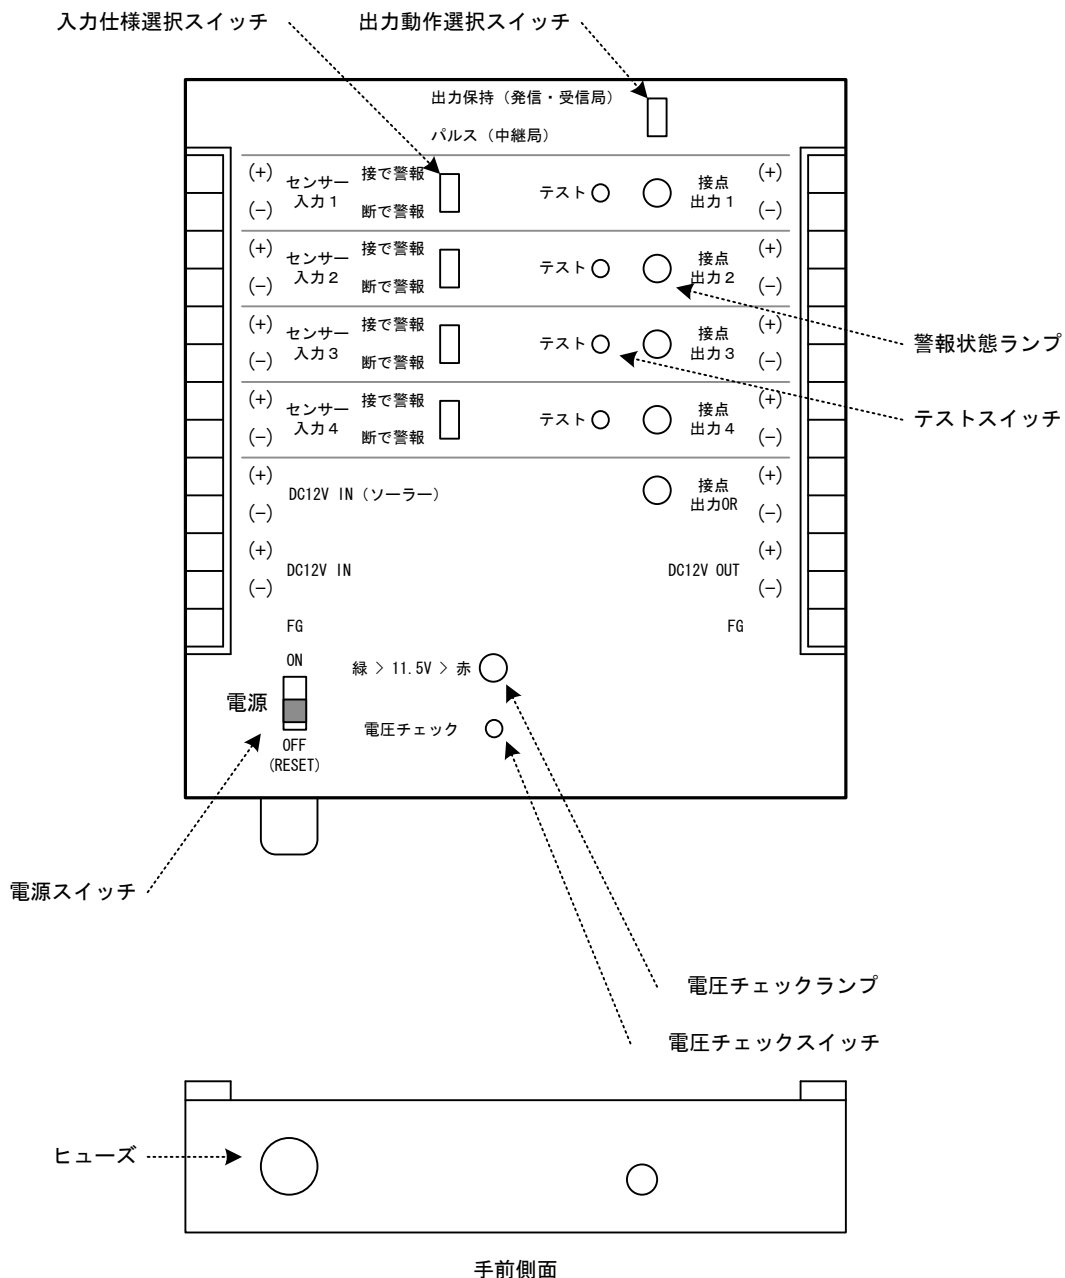 入力仕様選択スイッチ
出力動作選択スイッチ
出力保持（発信・受信局）
パルス（中継局）
(+) センサー 接で警報 テスト 接点 (+)
(−) 入力1 断で警報 出力1 (−)
(+) センサー 接で警報 テスト 接点 (+)
(−) 入力2 断で警報 出力2 (−)
警報状態ランプ
(+) センサー 接で警報 テスト 接点 (+)
(−) 入力3 断で警報 出力3 (−)
テストスイッチ
(+) センサー 接で警報 テスト 接点 (+)
(−) 入力4 断で警報 出力4 (−)
(+) DC12V IN（ソーラー） 接点 (+)
(−) 出力OR (−)
(+) DC12V IN DC12V OUT (+)
(−) (−)
FG FG
ON
緑 > 11.5V > 赤
電源
電圧チェック
OFF
(RESET)
電源スイッチ
電圧チェックランプ
電圧チェックスイッチ
ヒューズ
手前側面